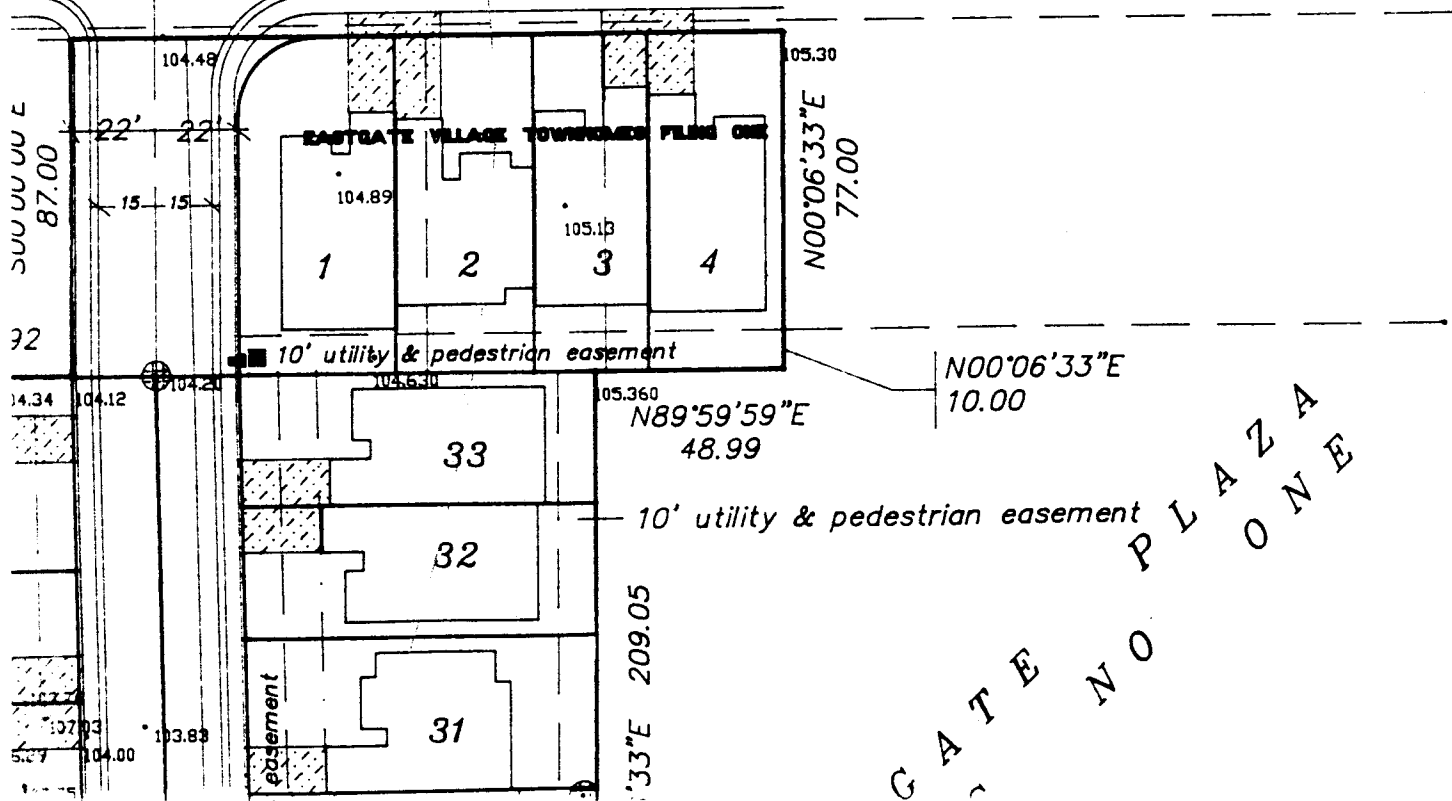 104.48
105.30
22' 22'
EASTGATE VILLAGE TOWNHOMES FILING ONE
N00°06'33"E
77.00
87.00
15 15
104.89
105.13
1 2 3 4
92
10' utility & pedestrian easement
104.20
104.630
104.12
105.360
N00°06'33"E
10.00
N89°59'59"E
48.99
33
10' utility & pedestrian easement
32
PLAZA
ONE
209.05
'33"E
31
easement
103.83
104.00
GATE
NO